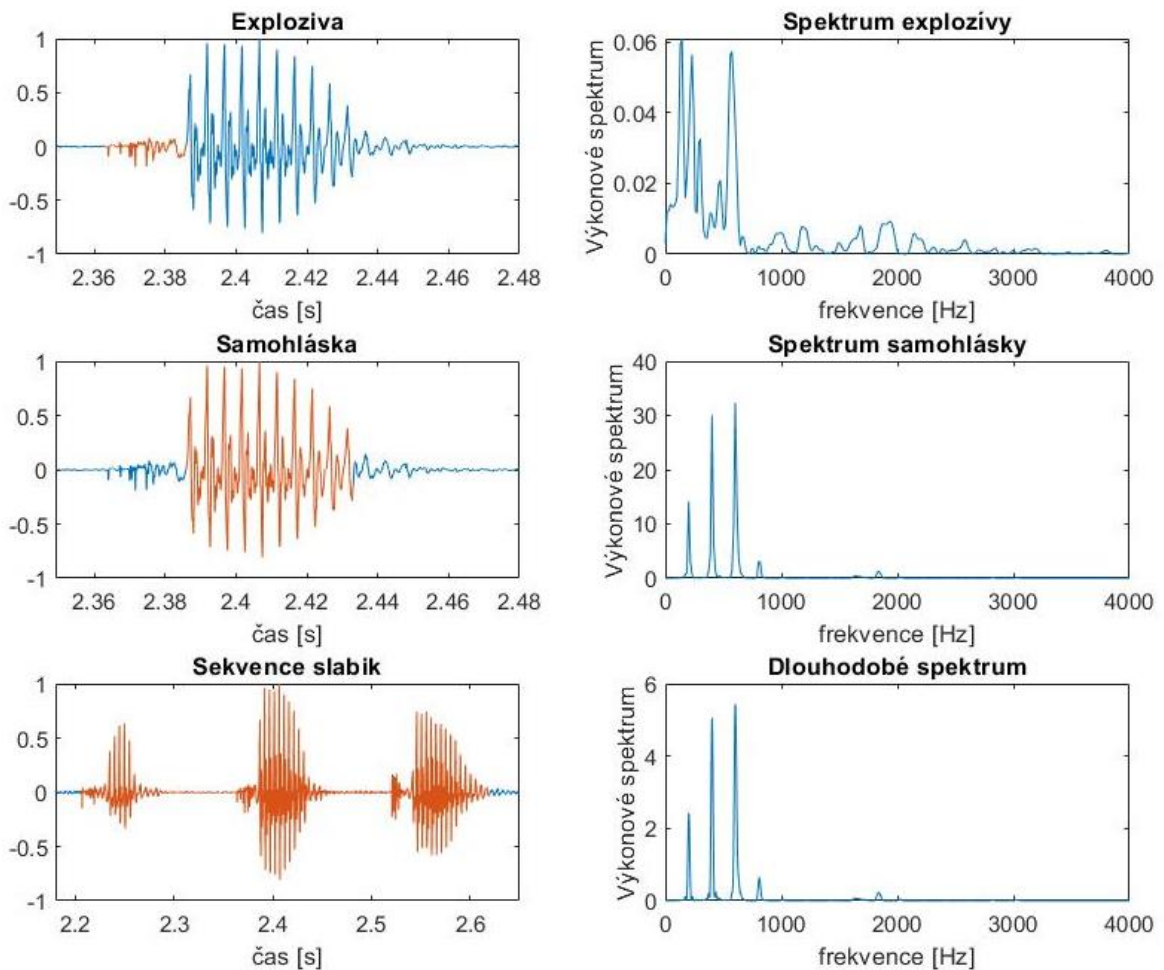 Exploziva
1
0.5
0
-0.5
-1
2.36 2.38 2.4 2.42 2.44 2.46 2.48
čas [s]
Spektrum explozívy
Výkonové spektrum
0.06
0.04
0.02
0
0 1000 2000 3000 4000
frekvence [Hz]
Samohláska
1
0.5
0
-0.5
-1
2.36 2.38 2.4 2.42 2.44 2.46 2.48
čas [s]
Spektrum samohlásky
Výkonové spektrum
40
30
20
10
0
0 1000 2000 3000 4000
frekvence [Hz]
Sekvence slabik
1
0.5
0
-0.5
-1
2.2 2.3 2.4 2.5 2.6
čas [s]
Dlouhodobé spektrum
Výkonové spektrum
6
4
2
0
0 1000 2000 3000 4000
frekvence [Hz]